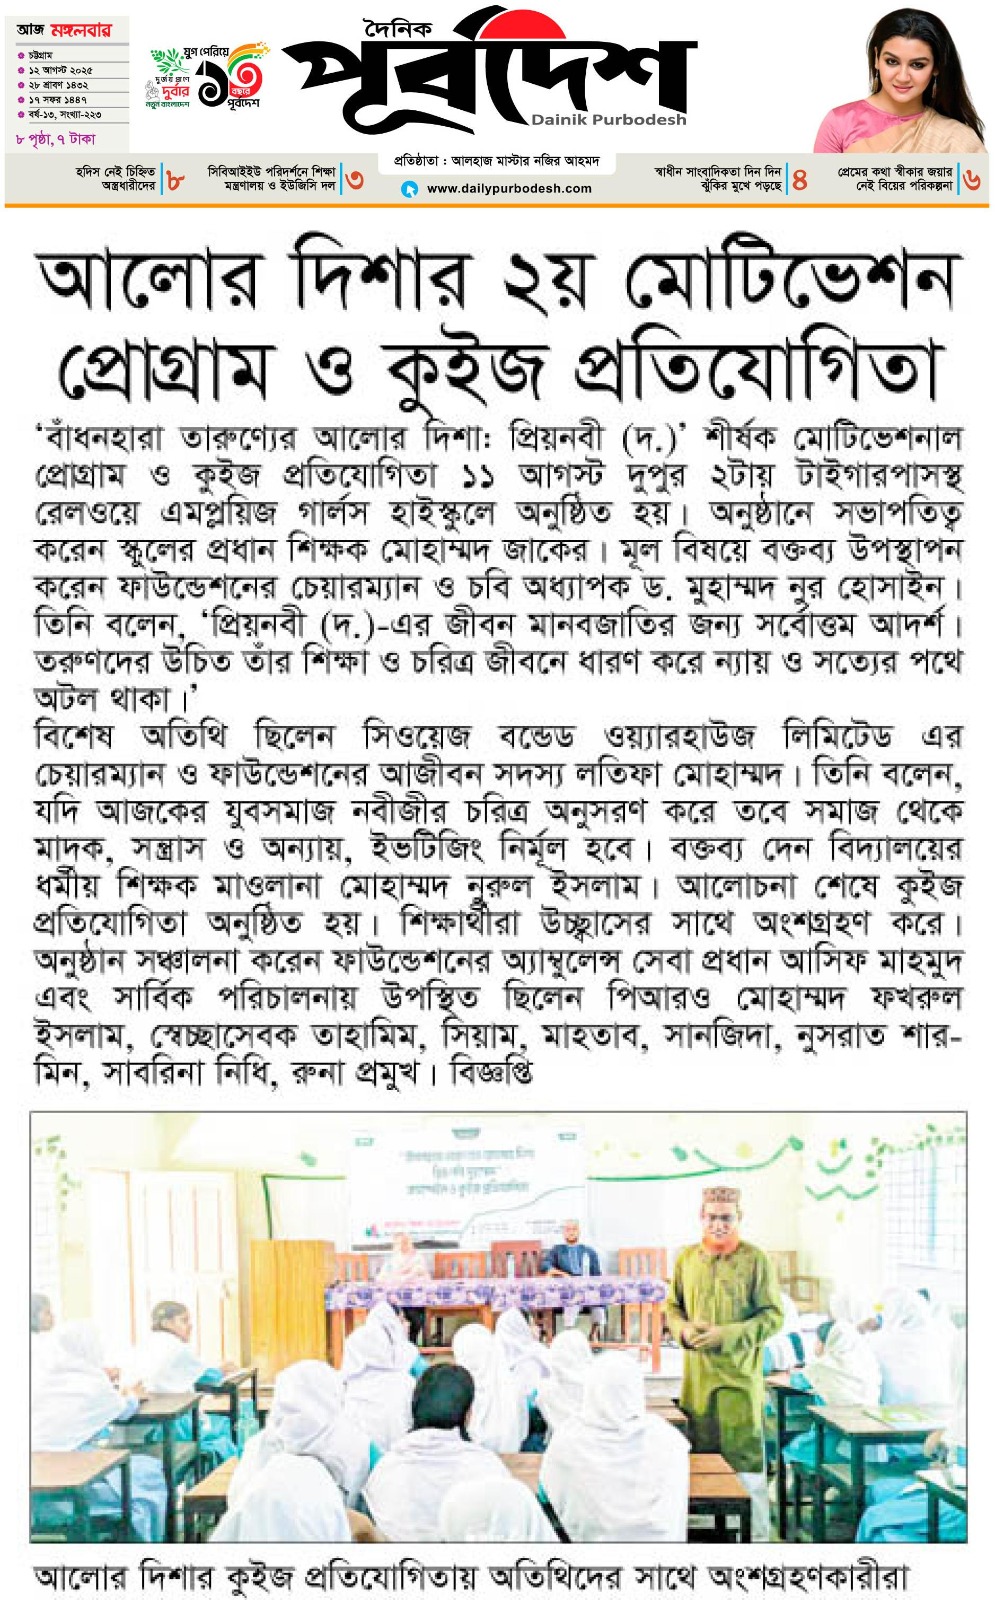 আজ মঙ্গলবার
চট্টগ্রাম
১২ আগস্ট ২০২৫
২৮ শ্রাবণ ১৪৩২
১৭ সফর ১৪৪৭
বর্ষ-১৩, সংখ্যা-২২৩
৮ পৃষ্ঠা, ৭ টাকা
দুর্বার
নতুন বাংলাদেশ
যুগ পেরিয়ে
১৩
বছরে
পূর্বদেশ
দৈনিক
পূর্বদেশ
Dainik Purbodesh
প্রতিষ্ঠাতা : আলহাজ মাস্টার নজির আহমদ
www.dailypurbodesh.com
হদিস নেই চিহ্নিত
অস্ত্রধারীদের ৮
সিবিআইইউ পরিদর্শনে শিক্ষা
মন্ত্রণালয় ও ইউজিসি দল ৩
স্বাধীন সাংবাদিকতা দিন দিন
ঝুঁকির মুখে পড়ছে ৪
প্রেমের কথা স্বীকার জয়ার
নেই বিয়ের পরিকল্পনা ৬
আলোর দিশার ২য় মোটিভেশন
প্রোগ্রাম ও কুইজ প্রতিযোগিতা
‘বাঁধনহারা তারুণ্যের আলোর দিশা: প্রিয়নবী (দ.)’ শীর্ষক মোটিভেশনাল
প্রোগ্রাম ও কুইজ প্রতিযোগিতা ১১ আগস্ট দুপুর ২টায় টাইগারপাসস্থ
রেলওয়ে এমপ্লয়িজ গার্লস হাইস্কুলে অনুষ্ঠিত হয়। অনুষ্ঠানে সভাপতিত্ব
করেন স্কুলের প্রধান শিক্ষক মোহাম্মদ জাকের। মূল বিষয়ে বক্তব্য উপস্থাপন
করেন ফাউন্ডেশনের চেয়ারম্যান ও চবি অধ্যাপক ড. মুহাম্মদ নুর হোসাইন।
তিনি বলেন, ‘প্রিয়নবী (দ.)-এর জীবন মানবজাতির জন্য সর্বোত্তম আদর্শ।
তরুণদের উচিত তাঁর শিক্ষা ও চরিত্র জীবনে ধারণ করে ন্যায় ও সত্যের পথে
অটল থাকা।’
বিশেষ অতিথি ছিলেন সিওয়েজ বন্ডেড ওয়্যারহাউজ লিমিটেড এর
চেয়ারম্যান ও ফাউন্ডেশনের আজীবন সদস্য লতিফা মোহাম্মদ। তিনি বলেন,
যদি আজকের যুবসমাজ নবীজীর চরিত্র অনুসরণ করে তবে সমাজ থেকে
মাদক, সন্ত্রাস ও অন্যায়, ইভটিজিং নির্মূল হবে। বক্তব্য দেন বিদ্যালয়ের
ধর্মীয় শিক্ষক মাওলানা মোহাম্মদ নুরুল ইসলাম। আলোচনা শেষে কুইজ
প্রতিযোগিতা অনুষ্ঠিত হয়। শিক্ষার্থীরা উচ্ছ্বাসের সাথে অংশগ্রহণ করে।
অনুষ্ঠান সঞ্চালনা করেন ফাউন্ডেশনের অ্যাম্বুলেন্স সেবা প্রধান আসিফ মাহমুদ
এবং সার্বিক পরিচালনায় উপস্থিত ছিলেন পিআরও মোহাম্মদ ফখরুল
ইসলাম, স্বেচ্ছাসেবক তাহামিম, সিয়াম, মাহতাব, সানজিদা, নুসরাত শার-
মিন, সাবরিনা নিধি, রুনা প্রমুখ। বিজ্ঞপ্তি
আলোর দিশার কুইজ প্রতিযোগিতায় অতিথিদের সাথে অংশগ্রহণকারীরা